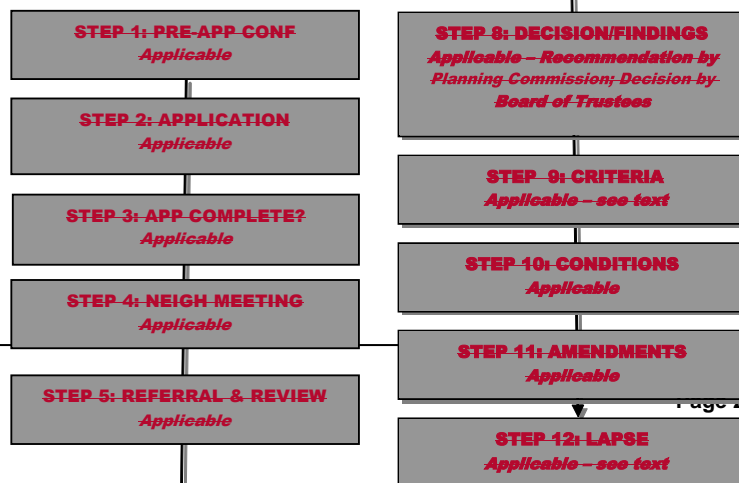 STEP 1: PRE-APP CONF
Applicable
STEP 2: APPLICATION
Applicable
STEP 3: APP COMPLETE?
Applicable
STEP 4: NEIGH MEETING
Applicable
STEP 5: REFERRAL & REVIEW
Applicable
STEP 8: DECISION/FINDINGS
Applicable – Recommendation by
Planning Commission; Decision by
Board of Trustees
STEP 9: CRITERIA
Applicable – see text
STEP 10: CONDITIONS
Applicable
STEP 11: AMENDMENTS
Applicable
Page
STEP 12: LAPSE
Applicable – see text